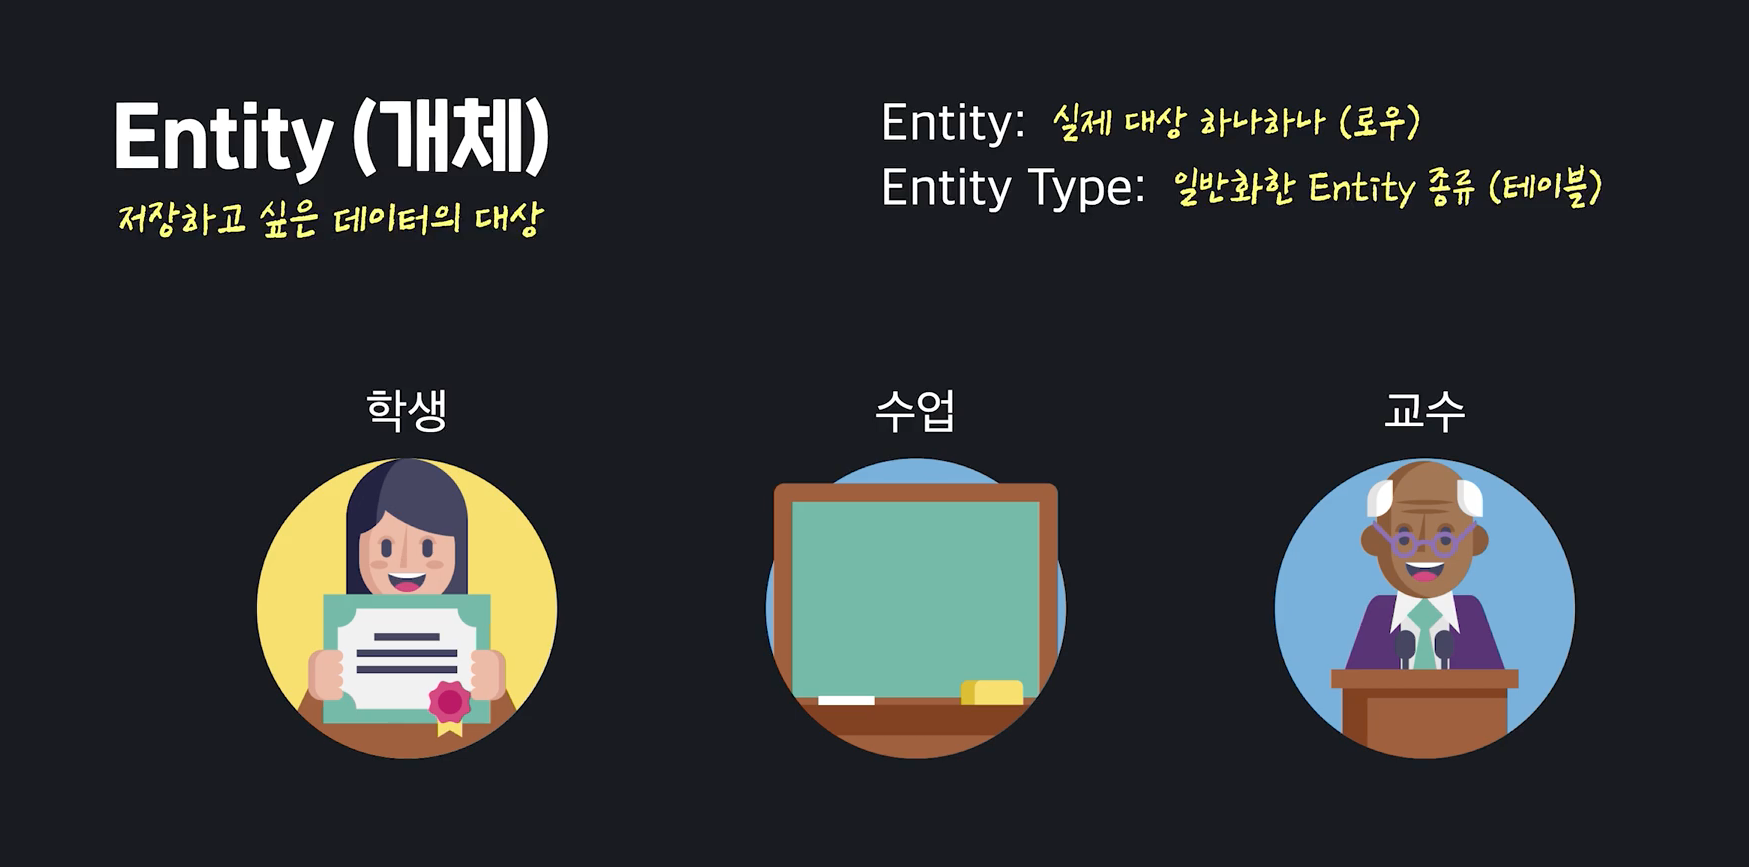 Entity (개체)
저장하고 싶은 데이터의 대상
Entity: 실제 대상 하나하나 (로우)
Entity Type: 일반화한 Entity 종류 (테이블)
학생
수업
교수